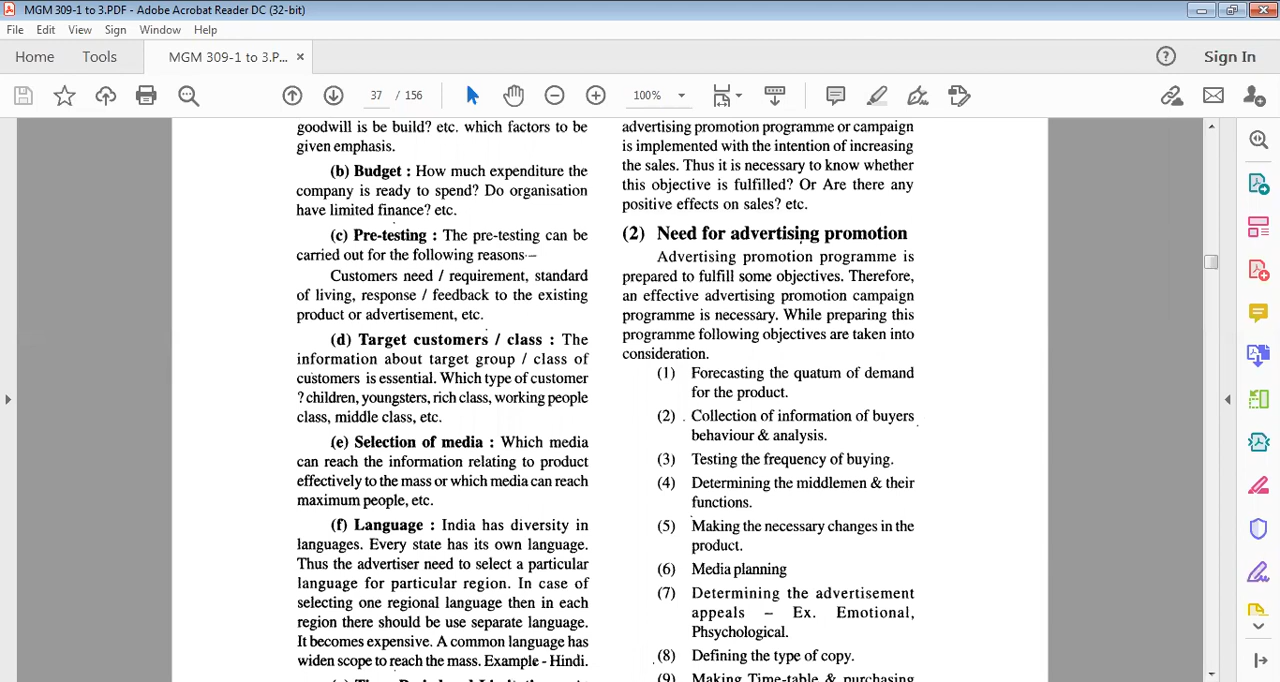 MGM 309-1 to 3.PDF - Adobe Acrobat Reader DC (32-bit)
File Edit View Sign Window Help
Home Tools MGM 309-1 to 3.P... ×
Sign In
37 / 156
100%
goodwill is be build? etc. which factors to be
given emphasis.
(b) Budget : How much expenditure the
company is ready to spend? Do organisation
have limited finance? etc.
(c) Pre-testing : The pre-testing can be
carried out for the following reasons–
Customers need / requirement, standard
of living, response / feedback to the existing
product or advertisement, etc.
(d) Target customers / class : The
information about target group / class of
customers is essential. Which type of customer
? children, youngsters, rich class, working people
class, middle class, etc.
(e) Selection of media : Which media
can reach the information relating to product
effectively to the mass or which media can reach
maximum people, etc.
(f) Language : India has diversity in
languages. Every state has its own language.
Thus the advertiser need to select a particular
language for particular region. In case of
selecting one regional language then in each
region there should be use separate language.
It becomes expensive. A common language has
widen scope to reach the mass. Example - Hindi.
advertising promotion programme or campaign
is implemented with the intention of increasing
the sales. Thus it is necessary to know whether
this objective is fulfilled? Or Are there any
positive effects on sales? etc.
(2) Need for advertising promotion
Advertising promotion programme is
prepared to fulfill some objectives. Therefore,
an effective advertising promotion campaign
programme is necessary. While preparing this
programme following objectives are taken into
consideration.
(1) Forecasting the quatum of demand
for the product.
(2) Collection of information of buyers
behaviour & analysis.
(3) Testing the frequency of buying.
(4) Determining the middlemen & their
functions.
(5) Making the necessary changes in the
product.
(6) Media planning
(7) Determining the advertisement
appeals – Ex. Emotional,
Phsychological.
(8) Defining the type of copy.
(9) Making Time-table & purchasing